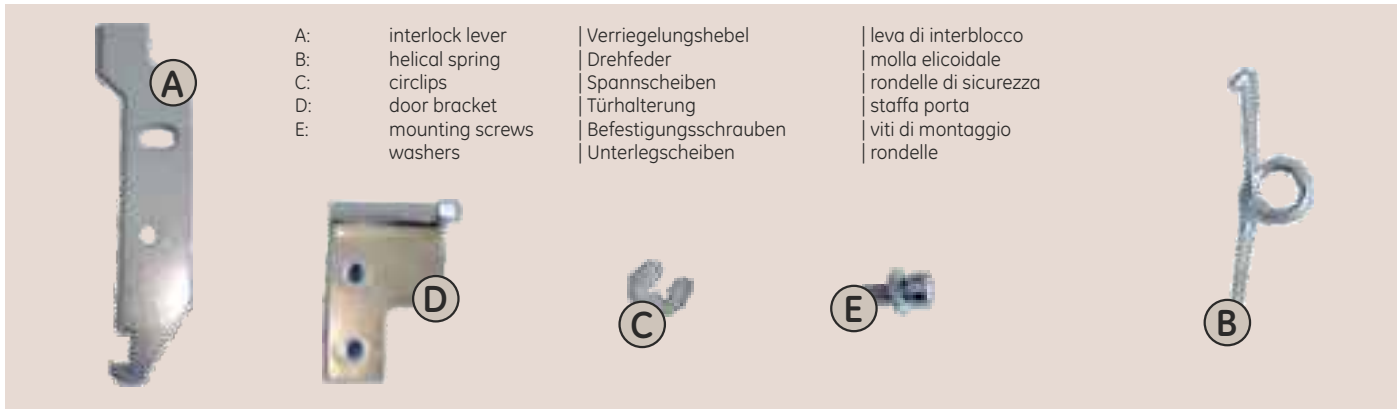 A: interlock lever | Verriegelungshebel | leva di interblocco
B: helical spring | Drehfeder | molla elicoidale
C: circlips | Spannscheiben | rondelle di sicurezza
D: door bracket | Türhalterung | staffa porta
E: mounting screws | Befestigungsschrauben | viti di montaggio
washers | Unterlegscheiben | rondelle
A
D
C
E
B